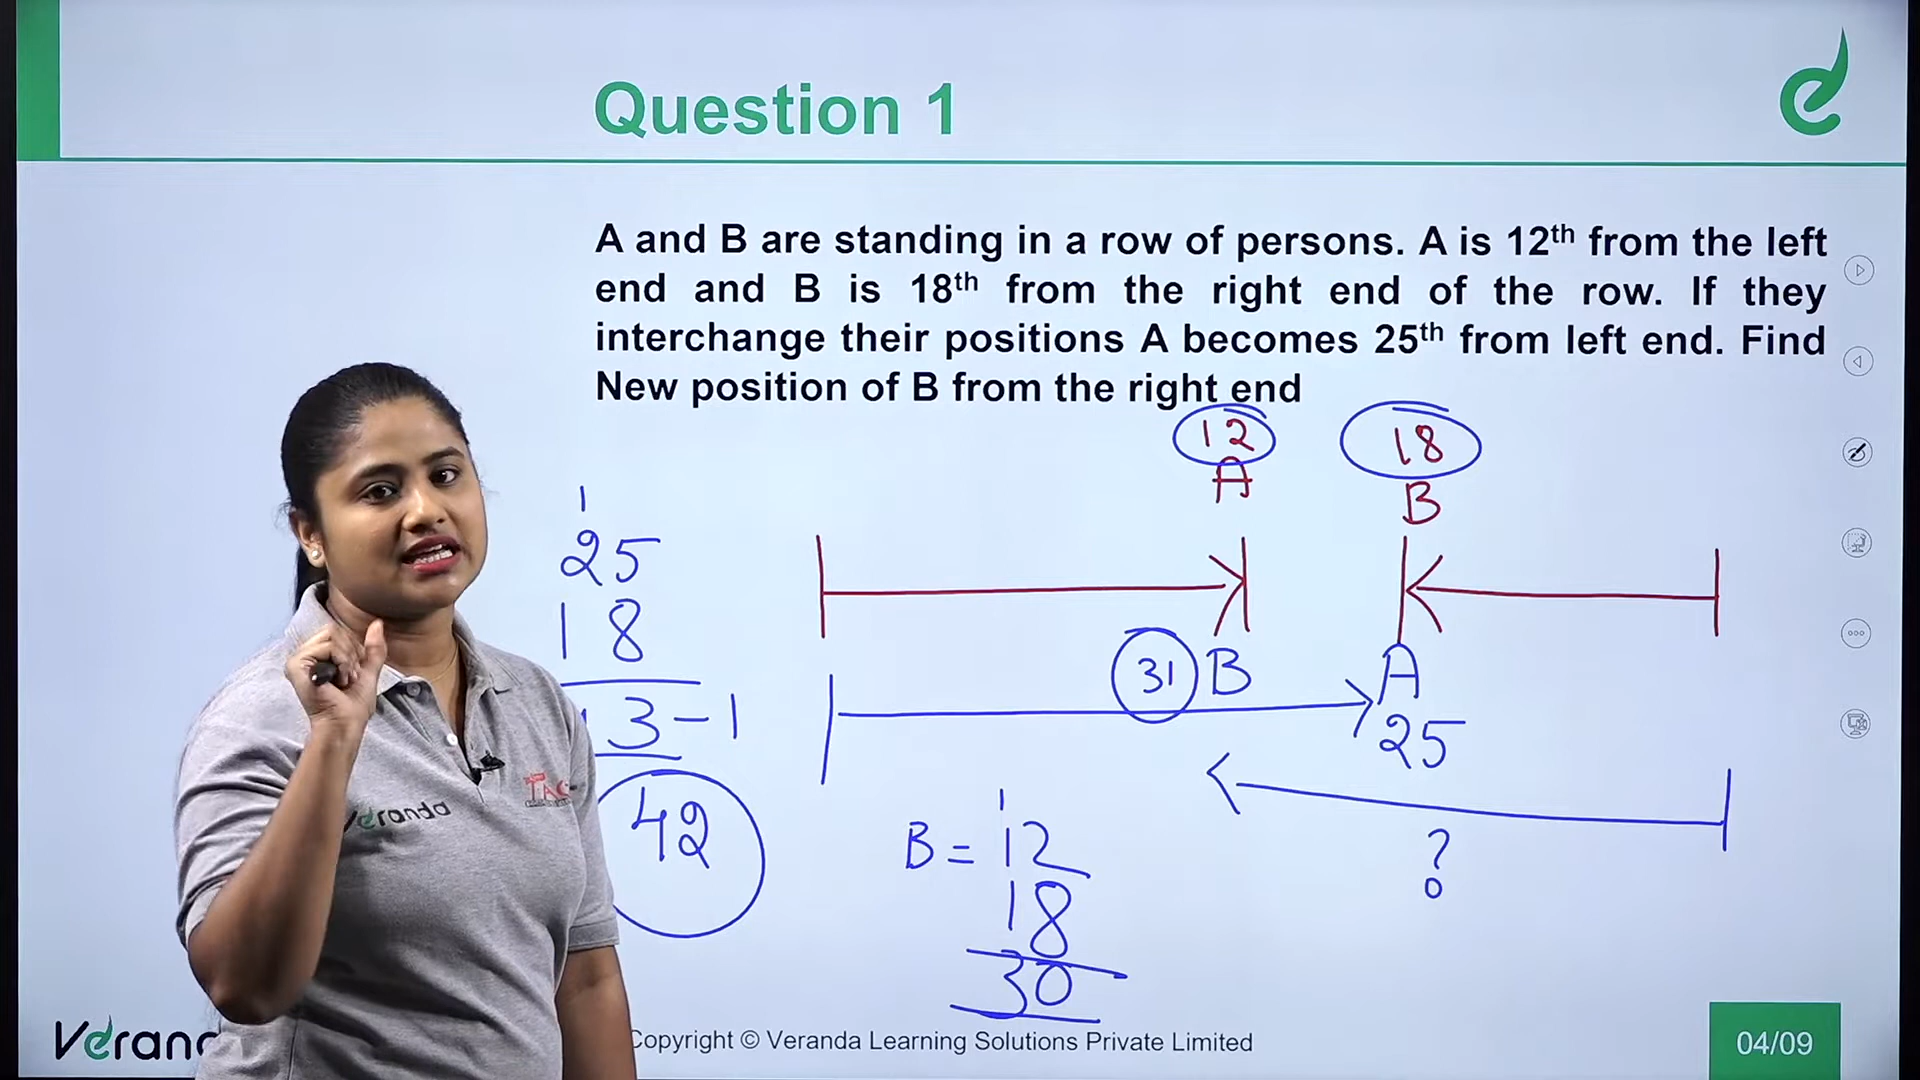 Question 1
A and B are standing in a row of persons. A is 12th from the left
end and B is 18th from the right end of the row. If they
interchange their positions A becomes 25th from left end. Find
New position of B from the right end
12
18
A
B
1
25
18
3-1
42
31
B
A
25
?
1
B = 12
18
30
Veranda
Copyright © Veranda Learning Solutions Private Limited
04/09